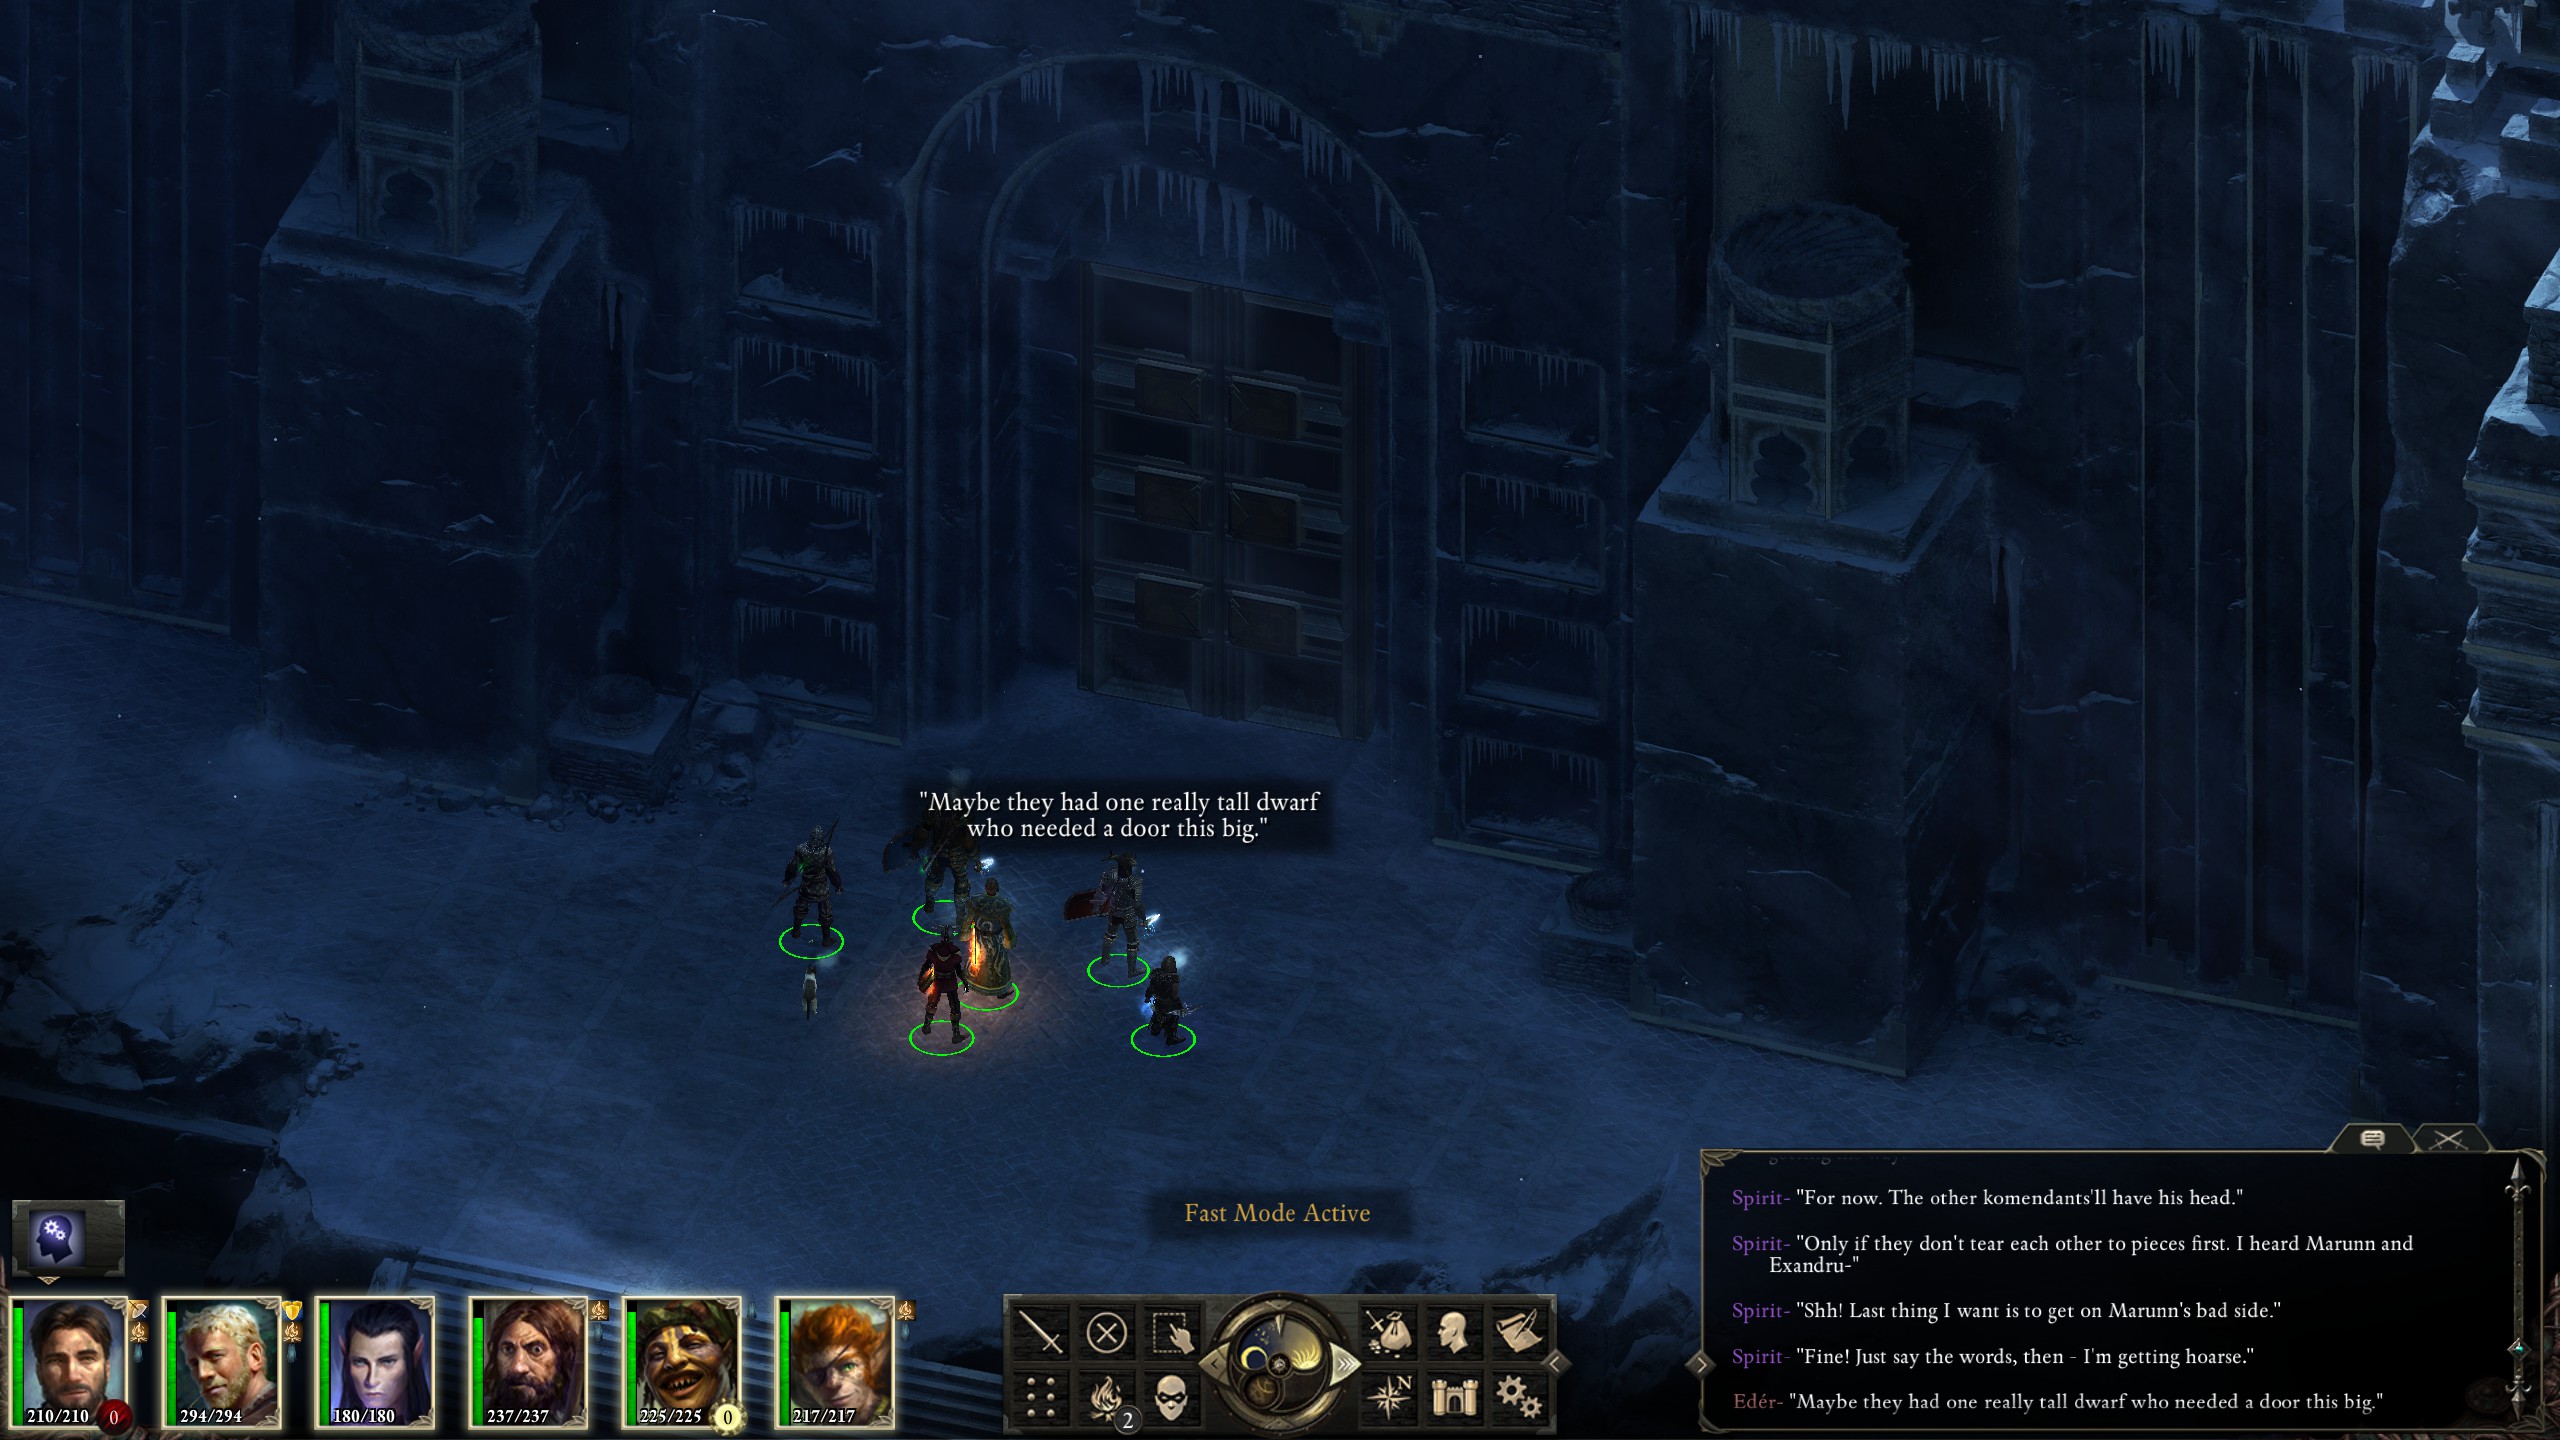 "Maybe they had one really tall dwarf
who needed a door this big."
Fast Mode Active
Spirit- "For now. The other komendants'll have his head."
Spirit- "Only if they don't tear each other to pieces first. I heard Marunn and
Exandru-"
Spirit- "Shh! Last thing I want is to get on Marunn's bad side."
Spirit- "Fine! Just say the words, then - I'm getting hoarse."
Edér- "Maybe they had one really tall dwarf who needed a door this big."
210/210 0
294/294
180/180
237/237
225/225 0
217/217
2
N